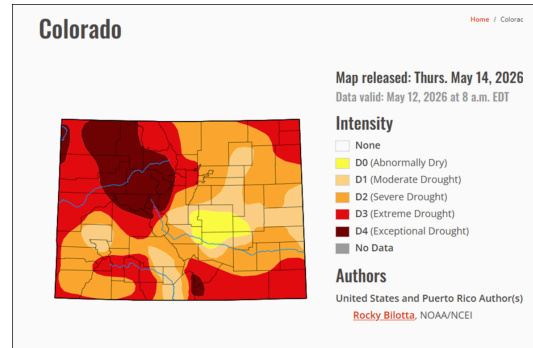 Colorado
Home / Colorac
Map released: Thurs. May 14, 2026
Data valid: May 12, 2026 at 8 a.m. EDT
Intensity
None
D0 (Abnormally Dry)
D1 (Moderate Drought)
D2 (Severe Drought)
D3 (Extreme Drought)
D4 (Exceptional Drought)
No Data
Authors
United States and Puerto Rico Author(s)
Rocky Bilotta, NOAA/NCEI